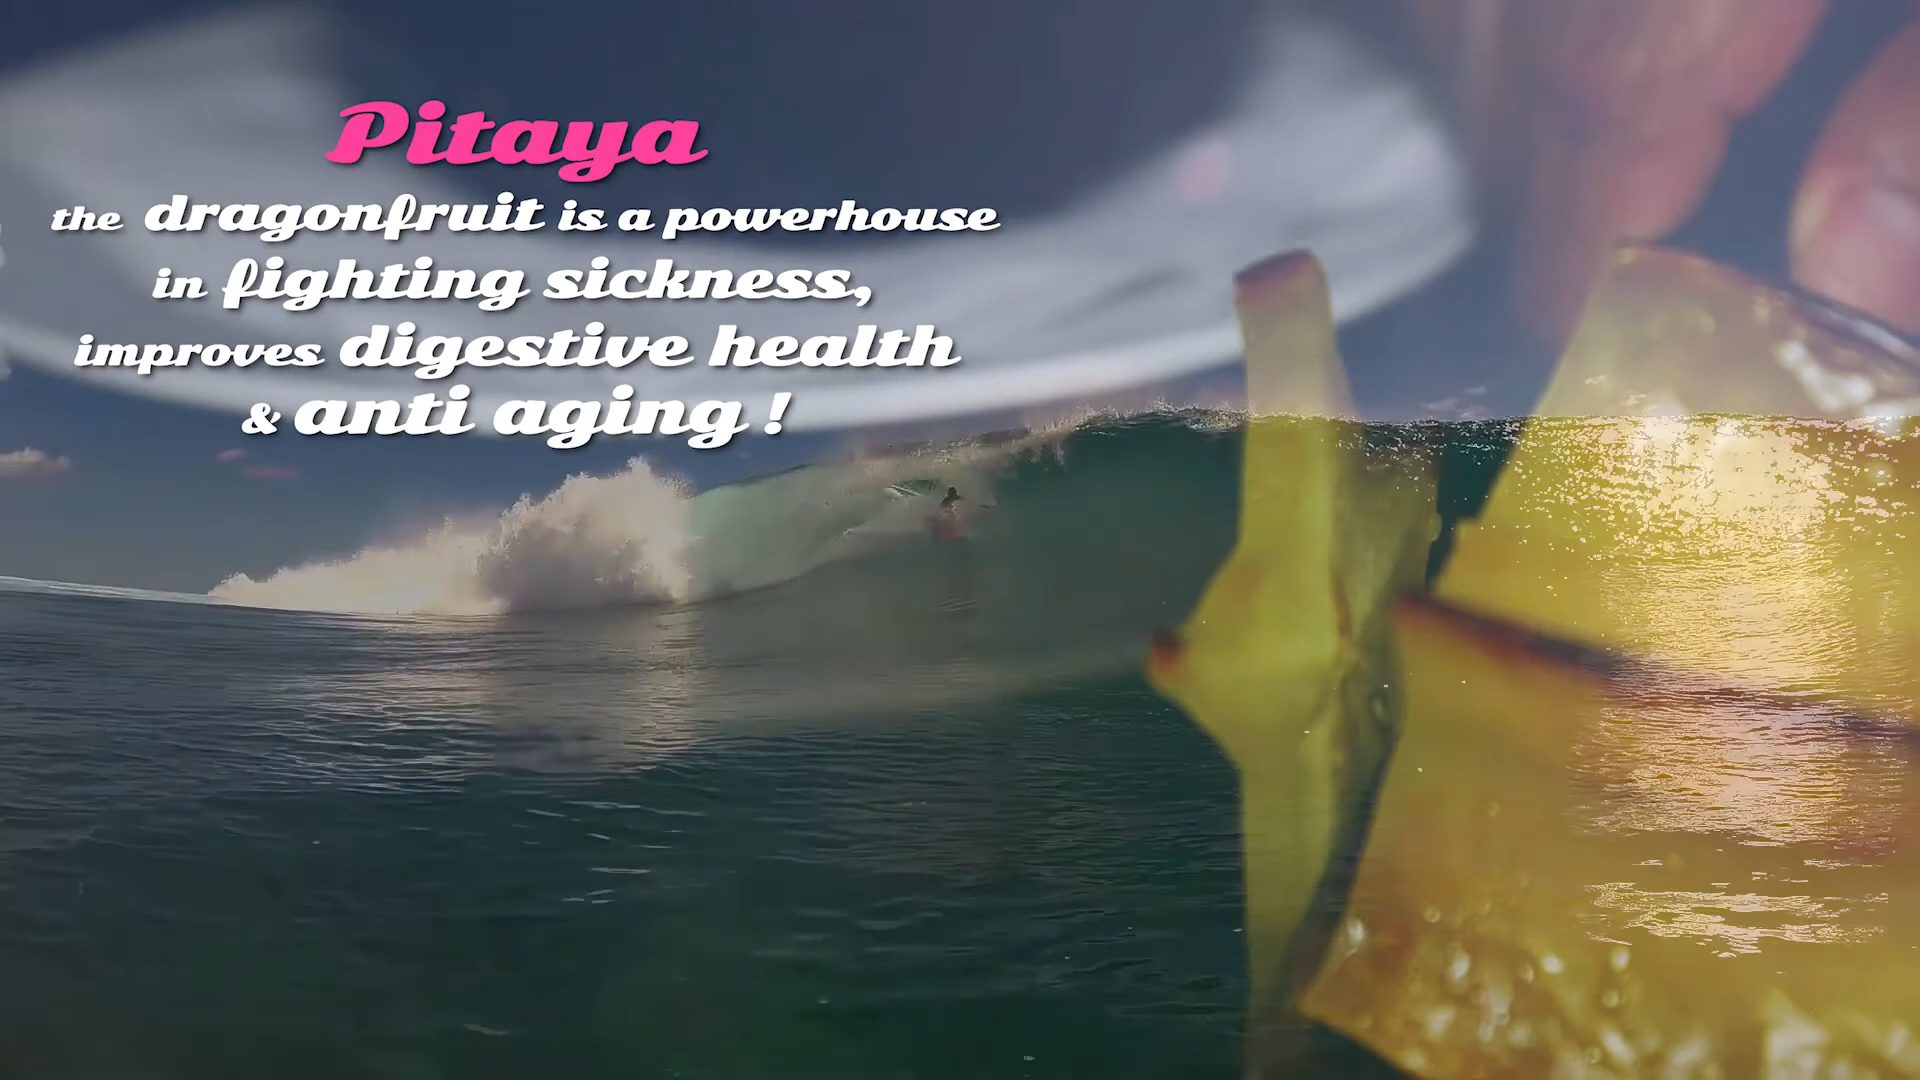 Pitaya
the dragonfruit is a powerhouse
in fighting sickness,
improves digestive health
& anti aging !